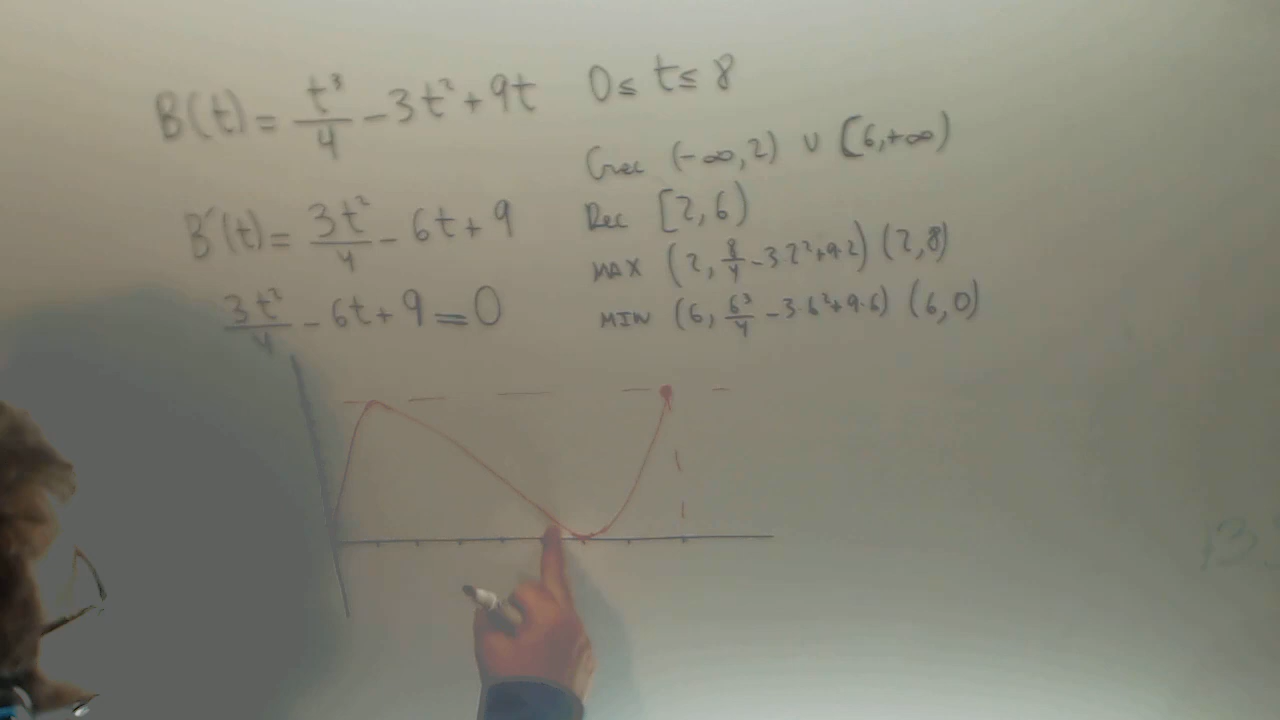 B(t) = t³/4 - 3t² + 9t 0 ≤ t ≤ 8
Crec (-∞, 2) ∪ [6, +∞)
B'(t) = 3t²/4 - 6t + 9
Dec [2, 6)
MAX (2, 8/4 - 3·2² + 9·2) (2, 8)
3t²/4 - 6t + 9 = 0
MIN (6, 6³/4 - 3·6² + 9·6) (6, 0)